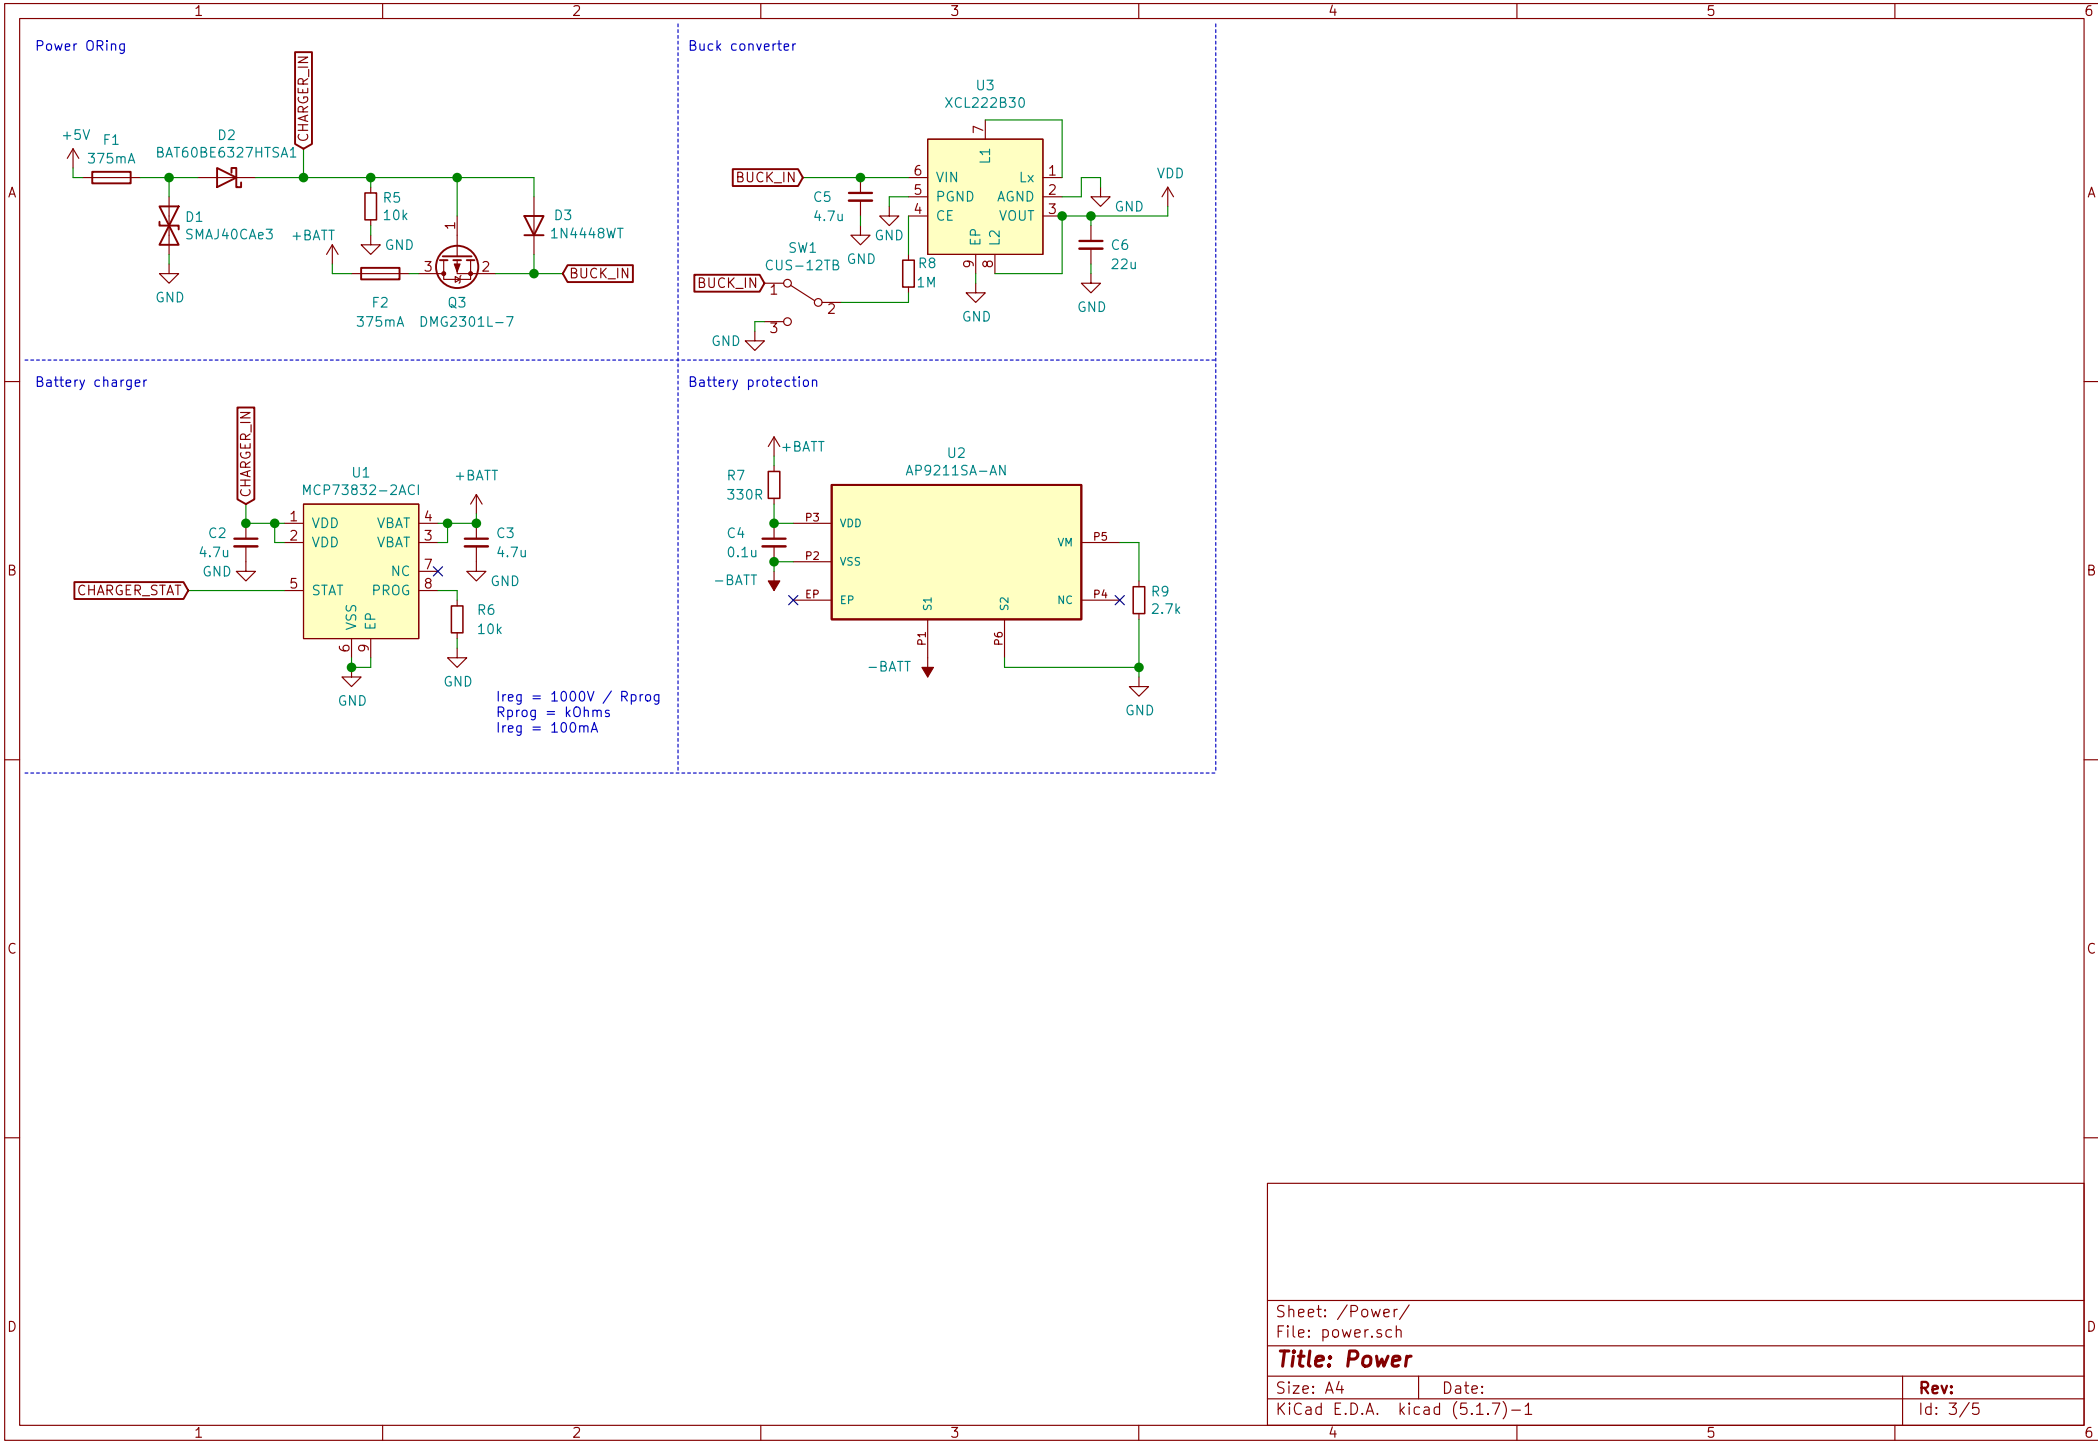 1 2 3 4 5 6
A
B
C
D
Power ORing
CHARGER_IN
+5V
F1
375mA
D2
BAT60BE6327HTSA1
D1
SMAJ40CAe3
GND
R5
10k
GND
+BATT
F2
375mA
1
3
2
Q3
DMG2301L-7
D3
1N4448WT
BUCK_IN
Buck converter
U3
XCL222B30
BUCK_IN
C5
4.7u
GND
GND
6 VIN
5 PGND
4 CE
7 L1
Lx 1
AGND 2
VOUT 3
EP 9
L2 8
GND
GND
VDD
C6
22u
GND
R8
1M
SW1
CUS-12TB
BUCK_IN
1
2
3
GND
Battery charger
CHARGER_IN
U1
MCP73832-2ACI
+BATT
C2
4.7u
GND
CHARGER_STAT
1 VDD
2 VDD
5 STAT
VBAT 4
VBAT 3
NC 7
PROG 8
VSS 6
EP 9
GND
C3
4.7u
GND
R6
10k
GND
Ireg = 1000V / Rprog
Rprog = kOhms
Ireg = 100mA
Battery protection
+BATT
R7
330R
C4
0.1u
-BATT
U2
AP9211SA-AN
P3 VDD
P2 VSS
EP EP
S1 P1
S2 P6
VM P5
NC P4
-BATT
R9
2.7k
GND
Sheet: /Power/
File: power.sch
Title: Power
Size: A4 Date: Rev:
KiCad E.D.A. kicad (5.1.7)-1 Id: 3/5
A
B
C
D
1 2 3 4 5 6